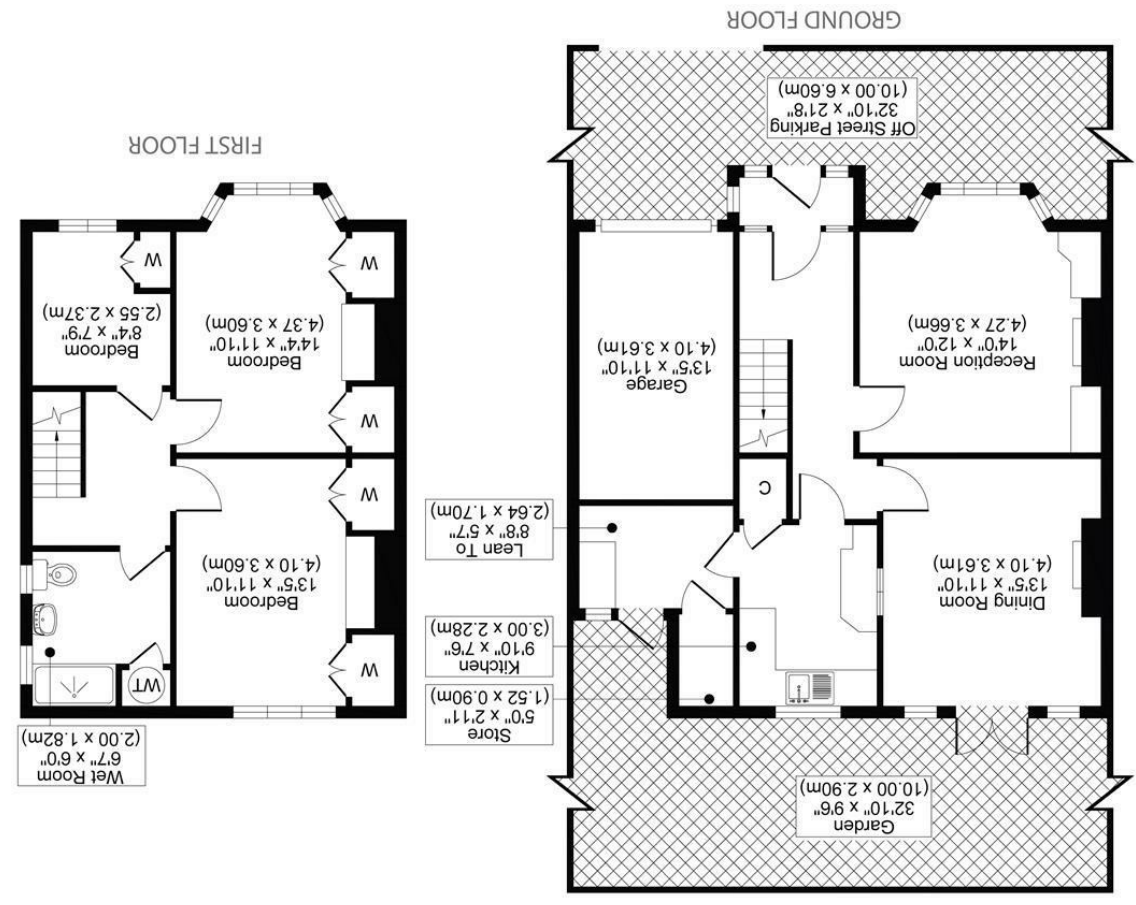 Garden
32'10" x 9'6"
(10.00 x 2.90m)
Dining Room
13'5" x 11'10"
(4.10 x 3.61m)
Store
5'0" x 2'11"
(1.52 x 0.90m)
Kitchen
9'10" x 7'6"
(3.00 x 2.28m)
Lean To
8'8" x 5'7"
(2.64 x 1.70m)
C
Reception Room
14'0" x 12'0"
(4.27 x 3.66m)
Garage
13'5" x 11'10"
(4.10 x 3.61m)
Off Street Parking
32'10" x 21'8"
(10.00 x 6.60m)
GROUND FLOOR
Wet Room
6'7" x 6'0"
(2.00 x 1.82m)
W
WT
Bedroom
13'5" x 11'10"
(4.10 x 3.60m)
W
W
Bedroom
14'4" x 11'10"
(4.37 x 3.60m)
W
Bedroom
8'4" x 7'9"
(2.55 x 2.37m)
W
FIRST FLOOR